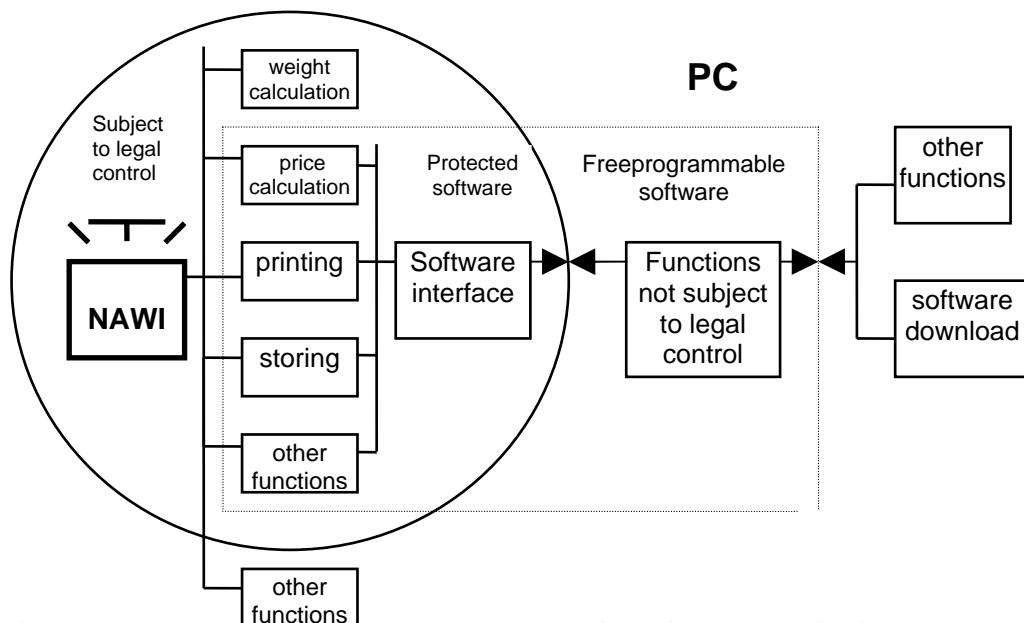 weight
calculation
PC
Subject
to legal
control
price
calculation
Protected
software
Freeprogrammable
software
other
functions
NAWI
printing
Software
interface
Functions
not subject
to legal
control
software
download
storing
other
functions
other
functions